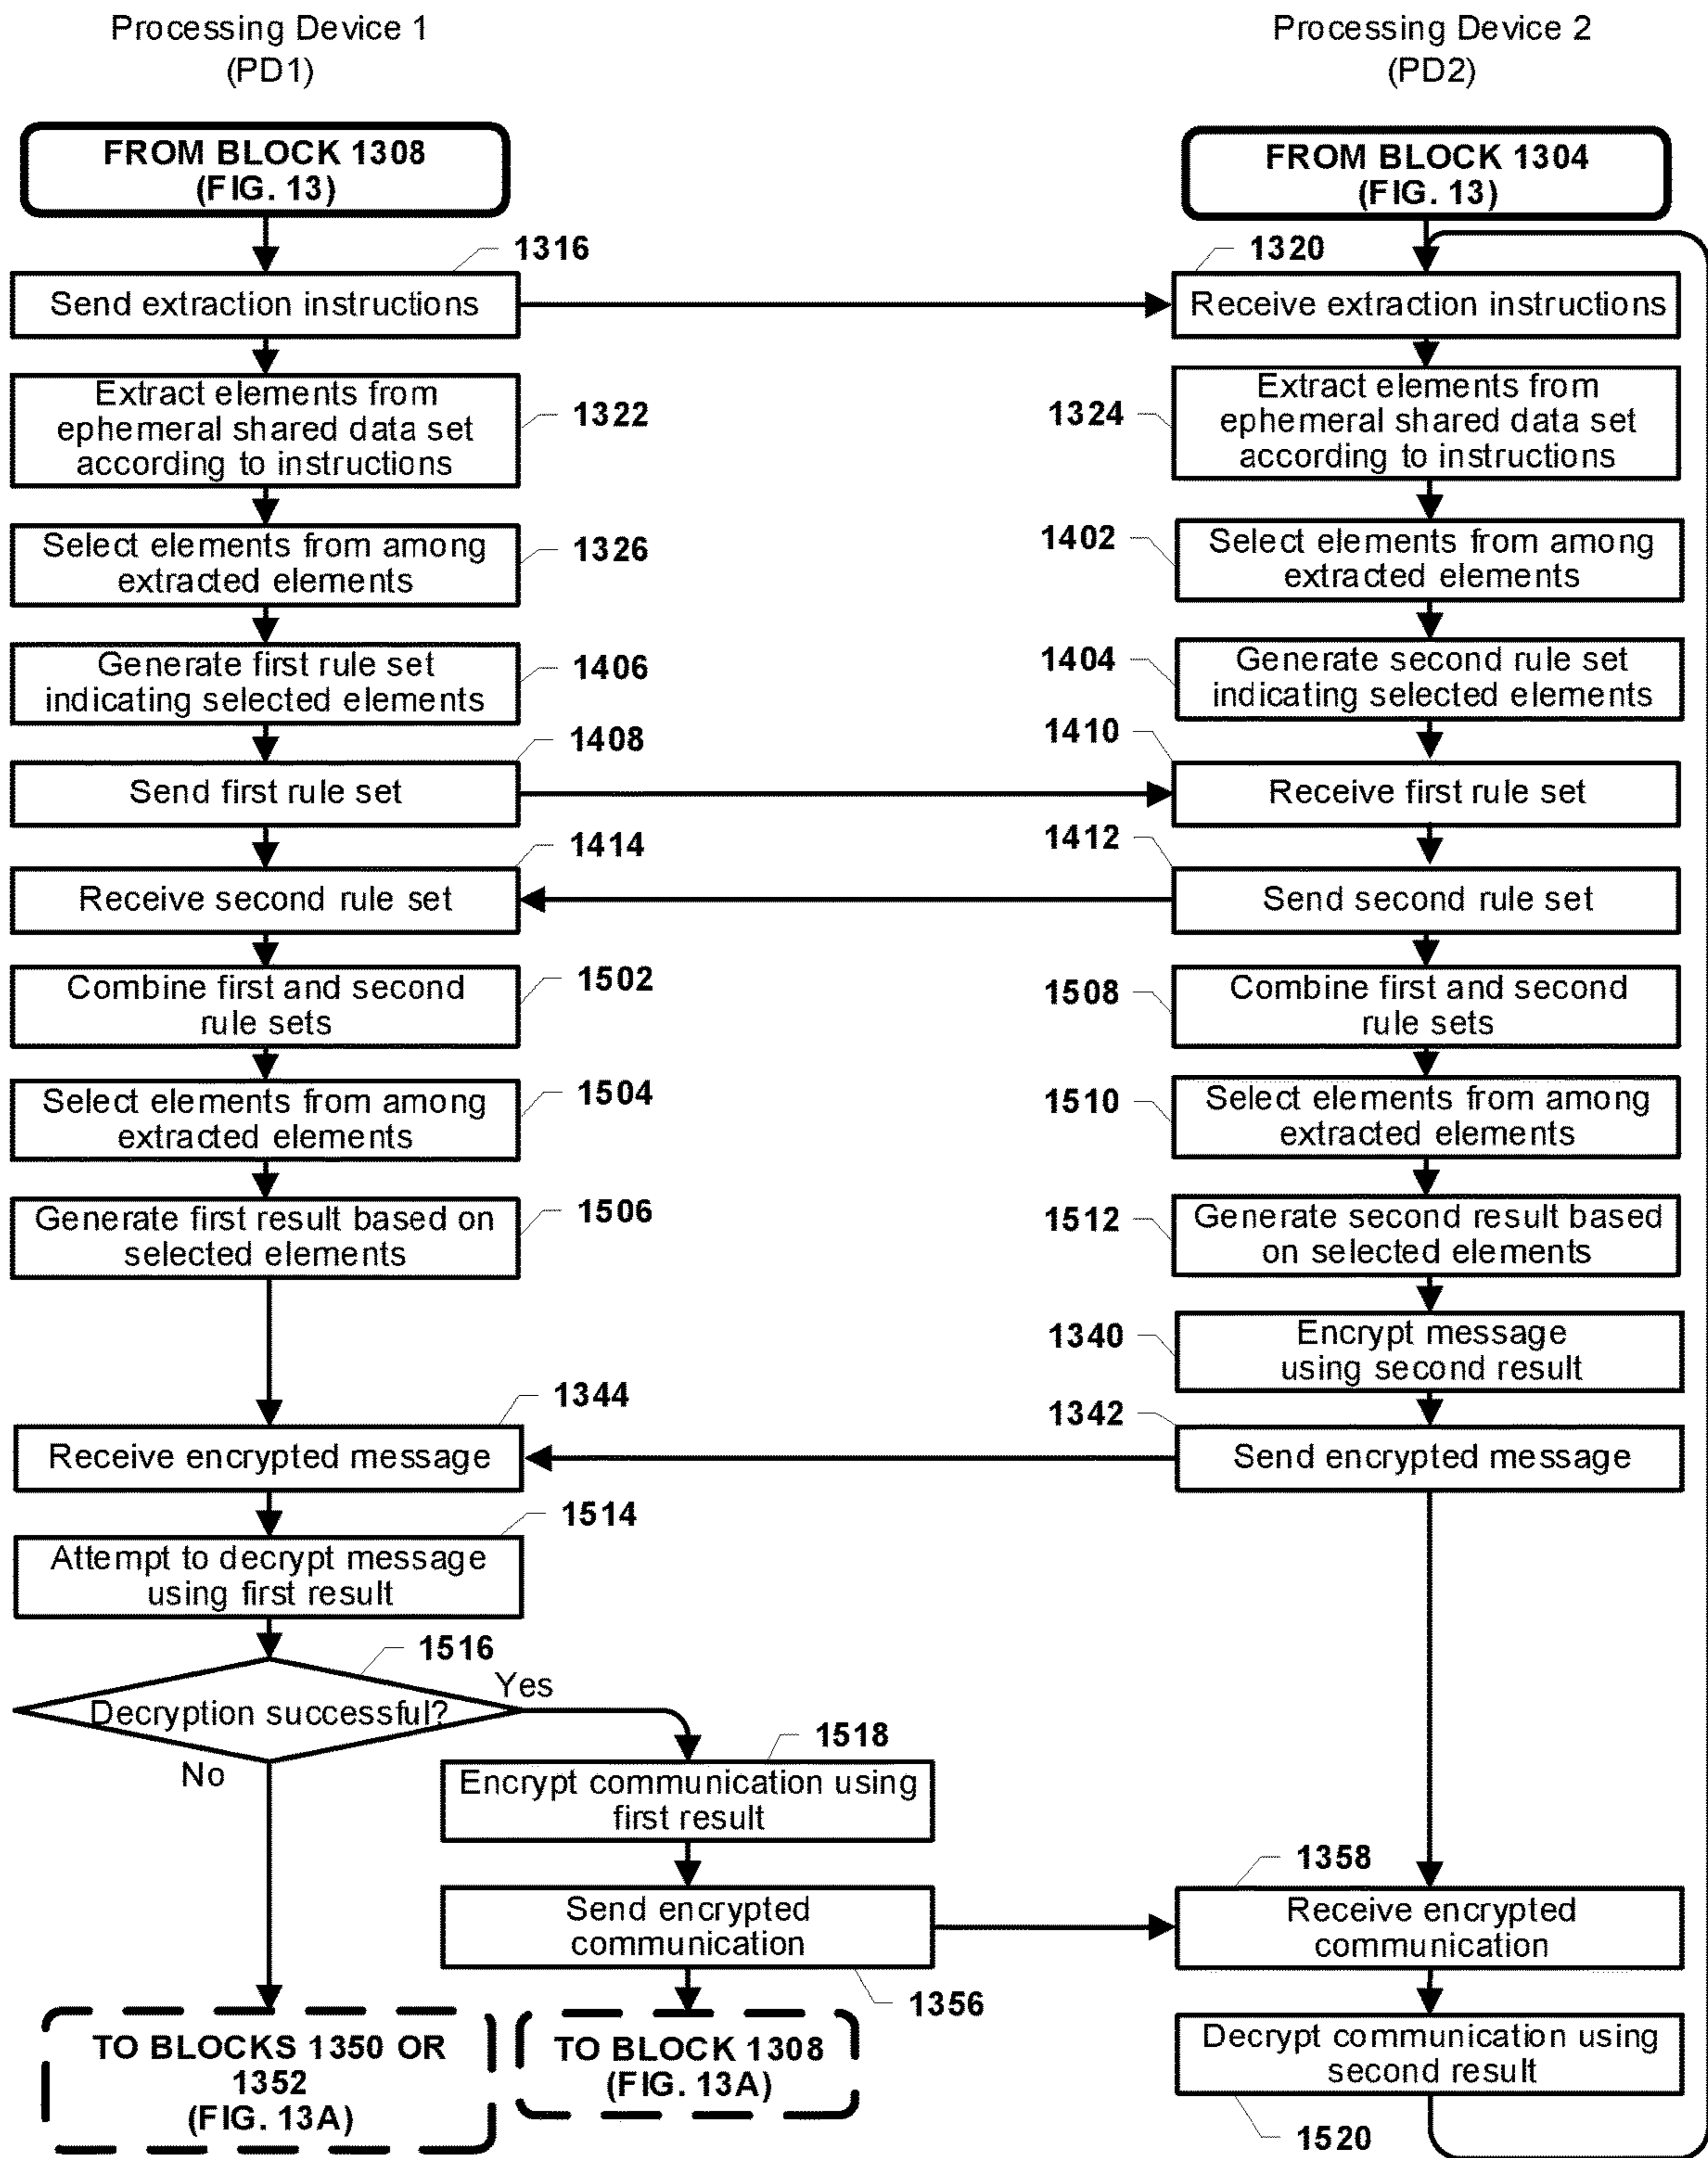 Processing Device 1
(PD1)
Processing Device 2
(PD2)
FROM BLOCK 1308
(FIG. 13)
FROM BLOCK 1304
(FIG. 13)
1316
1320
Send extraction instructions
Receive extraction instructions
Extract elements from
ephemeral shared data set
according to instructions
1322
1324
Extract elements from
ephemeral shared data set
according to instructions
Select elements from among
extracted elements
1326
1402
Select elements from among
extracted elements
Generate first rule set
indicating selected elements
1406
1404
Generate second rule set
indicating selected elements
1408
1410
Send first rule set
Receive first rule set
1414
1412
Receive second rule set
Send second rule set
Combine first and second
rule sets
1502
1508
Combine first and second
rule sets
Select elements from among
extracted elements
1504
1510
Select elements from among
extracted elements
Generate first result based on
selected elements
1506
1512
Generate second result based
on selected elements
1340
Encrypt message
using second result
1344
1342
Receive encrypted message
Send encrypted message
1514
Attempt to decrypt message
using first result
1516
Yes
Decryption successful?
No
1518
Encrypt communication using
first result
1358
Send encrypted
communication
Receive encrypted
communication
1356
TO BLOCKS 1350 OR
1352
(FIG. 13A)
TO BLOCK 1308
(FIG. 13A)
Decrypt communication using
second result
1520